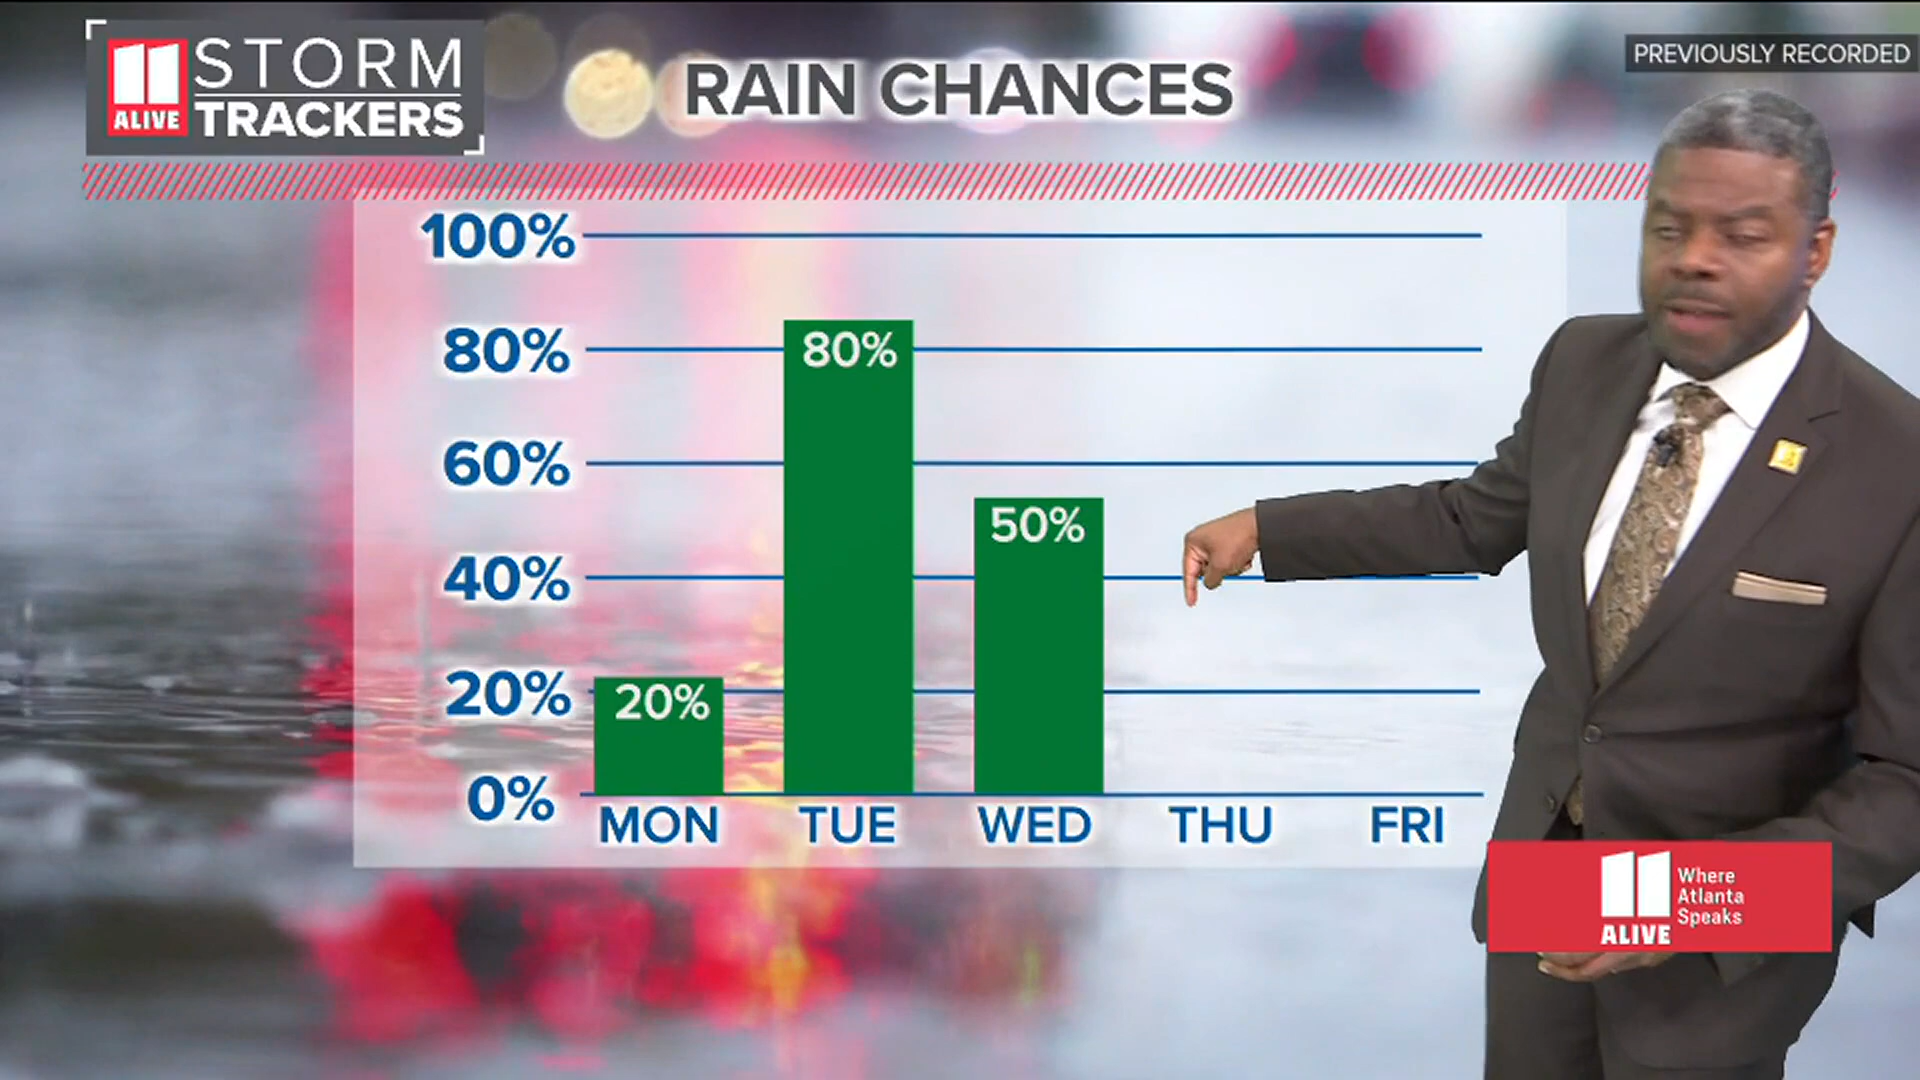 11 ALIVE
STORM
TRACKERS
RAIN CHANCES
PREVIOUSLY RECORDED
100%
80%
60%
40%
20%
0%
20%
80%
50%
MON TUE WED THU FRI
11 ALIVE
Where
Atlanta
Speaks